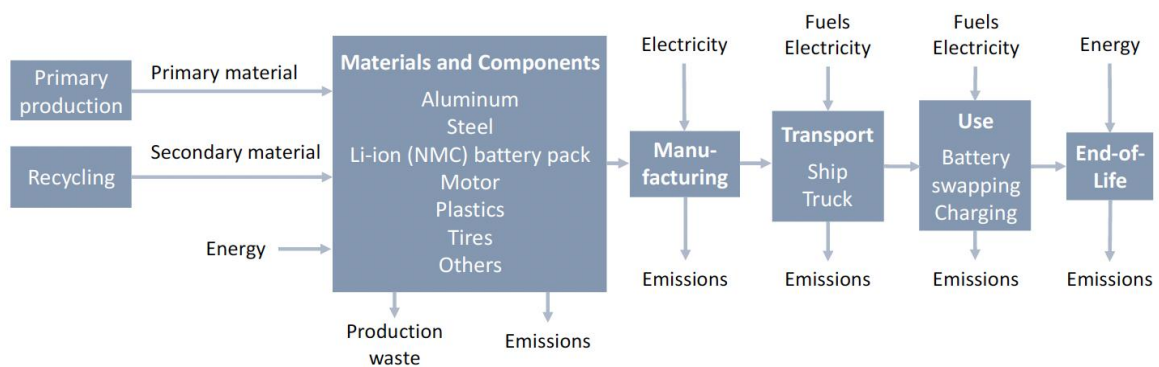 Primary
production
Primary material
Recycling
Secondary material
Energy
Materials and Components
Aluminum
Steel
Li-ion (NMC) battery pack
Motor
Plastics
Tires
Others
Production
waste
Emissions
Electricity
Manu-
facturing
Emissions
Fuels
Electricity
Transport
Ship
Truck
Emissions
Fuels
Electricity
Use
Battery
swapping
Charging
Emissions
Energy
End-of-
Life
Emissions